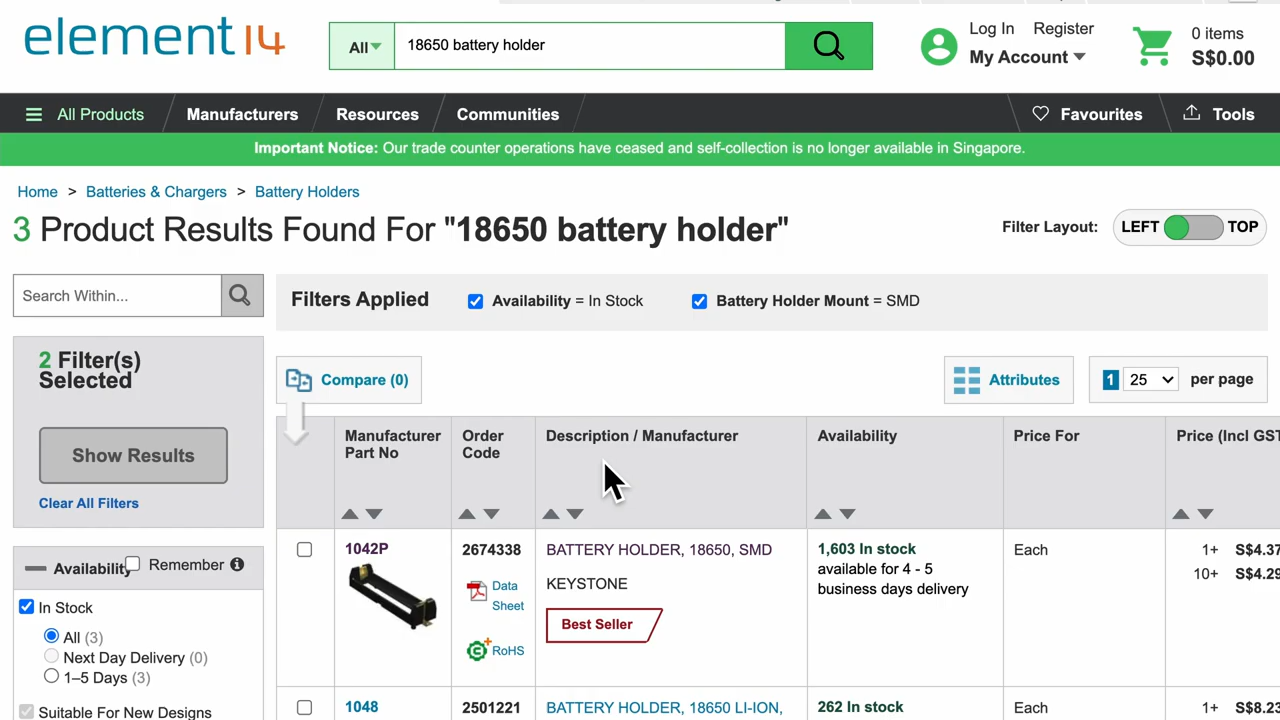 element14
All
18650 battery holder
Log In
Register
My Account
0 items
S$0.00
All Products
Manufacturers
Resources
Communities
Favourites
Tools
Important Notice: Our trade counter operations have ceased and self-collection is no longer available in Singapore.
Home > Batteries & Chargers > Battery Holders
3 Product Results Found For "18650 battery holder"
Filter Layout:
LEFT
TOP
Search Within...
Filters Applied
Availability = In Stock
Battery Holder Mount = SMD
2 Filter(s)
Selected
Show Results
Clear All Filters
Compare (0)
Attributes
1
25
per page
Manufacturer
Part No
Order
Code
Description / Manufacturer
Availability
Price For
Price (Incl GST
Availability
Remember
In Stock
All (3)
Next Day Delivery (0)
1–5 Days (3)
Suitable For New Designs
1042P
2674338
Data
Sheet
RoHS
BATTERY HOLDER, 18650, SMD
KEYSTONE
Best Seller
1,603 In stock
available for 4 - 5
business days delivery
Each
1+ S$4.37
10+ S$4.29
1048
2501221
BATTERY HOLDER, 18650 LI-ION,
262 In stock
Each
1+ S$8.23